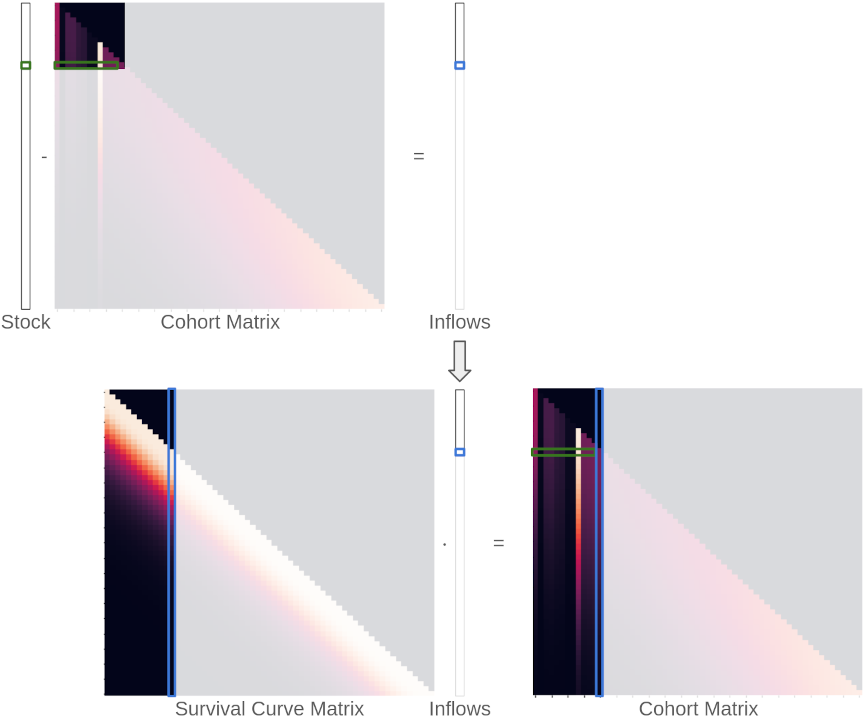 - =
Stock Cohort Matrix Inflows
. =
Survival Curve Matrix Inflows Cohort Matrix